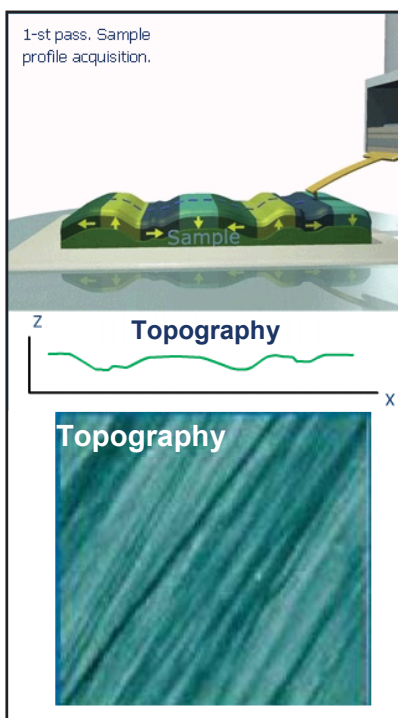 1-st pass. Sample
profile acquisition.
Sample
Z
Topography
X
Topography